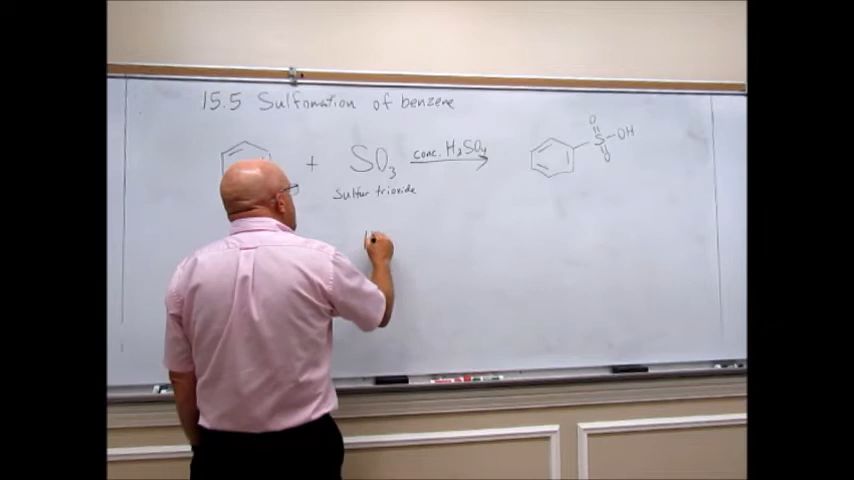 15.5 Sulfonation of benzene
+ SO3 conc. H2SO4
Sulfur trioxide
O
S OH
O